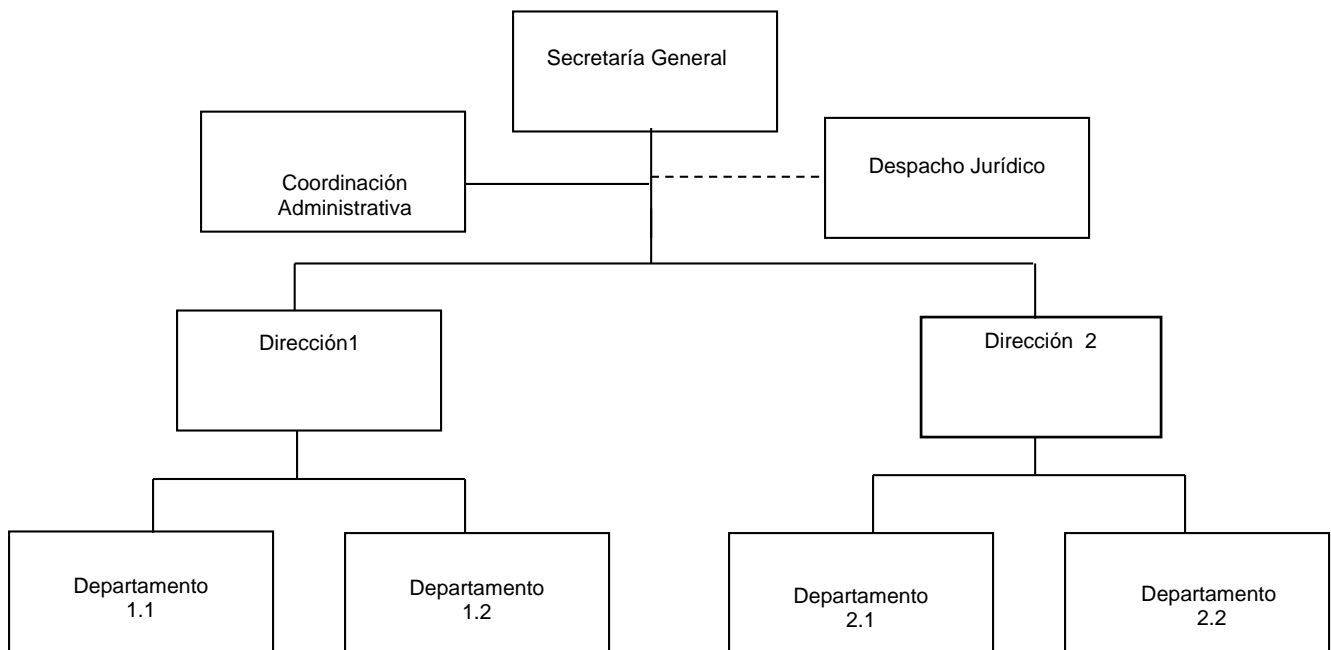 Secretaría General
Coordinación
Administrativa
Despacho Jurídico
Dirección1
Dirección 2
Departamento
1.1
Departamento
1.2
Departamento
2.1
Departamento
2.2